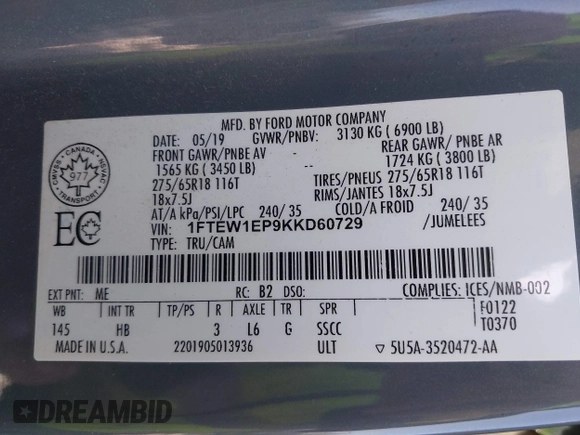 MFD. BY FORD MOTOR COMPANY
DATE: 05/19 GVWR/PNBV: 3130 KG ( 6900 LB)
FRONT GAWR/PNBE AV - REAR GAWR/ PNBE AR
1565 KG ( 3450 LB) - 1724 KG ( 3800 LB)
275/65R18 116T TIRES/PNEUS 275/65R18 116T
18x7.5J RIMS/JANTES 18x7.5J
AT/A kPa/PSI/LPC 240/ 35 COLD/A FROID 240/ 35
VIN: 1FTEW1EP9KKD60729 /JUMELEES
TYPE: TRU/CAM
CANADA
CMVSS NSVAC
977
TRANSPORT
EC
EXT PNT: ME RC: B2 DSO: COMPLIES: ICES/NMB-002
WB INT TR TP/PS R AXLE TR SPR F0122
145 HB 3 L6 G SSCC T0370
MADE IN U.S.A. 2201905013936 ULT ▽ 5U5A-3520472-AA
DREAMBID